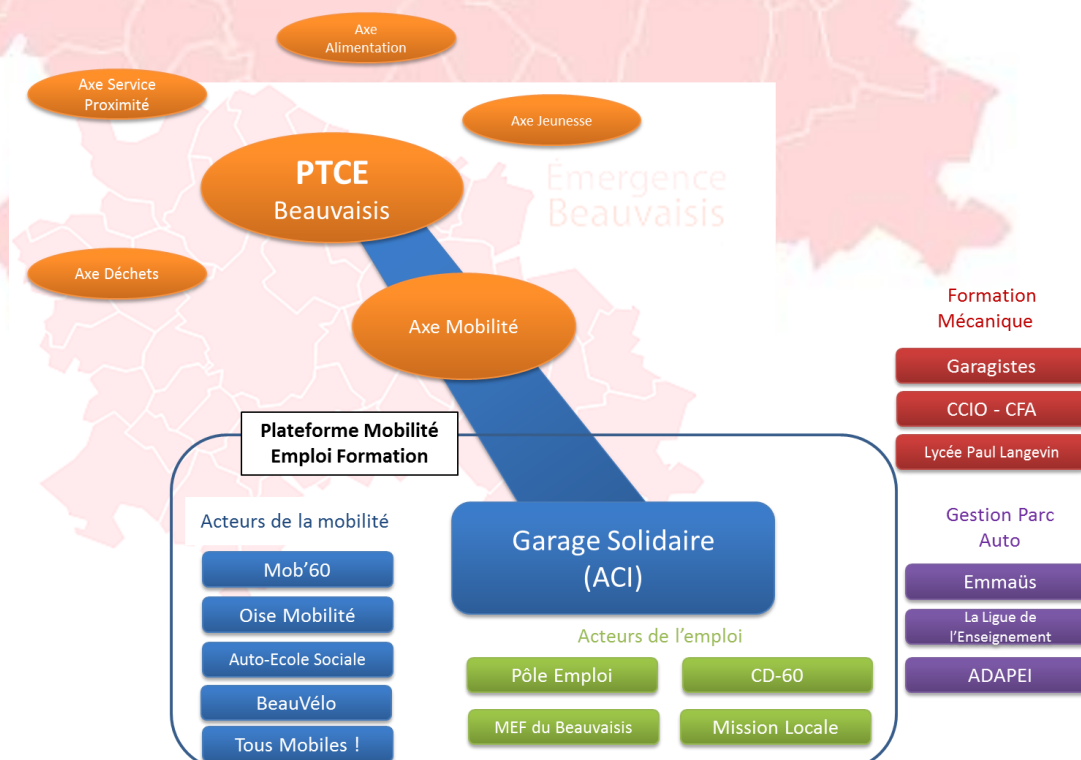 Axe
Alimentation
Axe Service
Proximité
Axe Jeunesse
PTCE
Beauvaisis
Émergence
Beauvaisis
Axe Déchets
Axe Mobilité
Formation
Mécanique
Garagistes
CCIO - CFA
Lycée Paul Langevin
Plateforme Mobilité
Emploi Formation
Acteurs de la mobilité
Mob’60
Oise Mobilité
Auto-Ecole Sociale
BeauVélo
Tous Mobiles !
Garage Solidaire
(ACI)
Acteurs de l’emploi
Pôle Emploi
CD-60
MEF du Beauvaisis
Mission Locale
Gestion Parc
Auto
Emmaüs
La Ligue de
l’Enseignement
ADAPEI